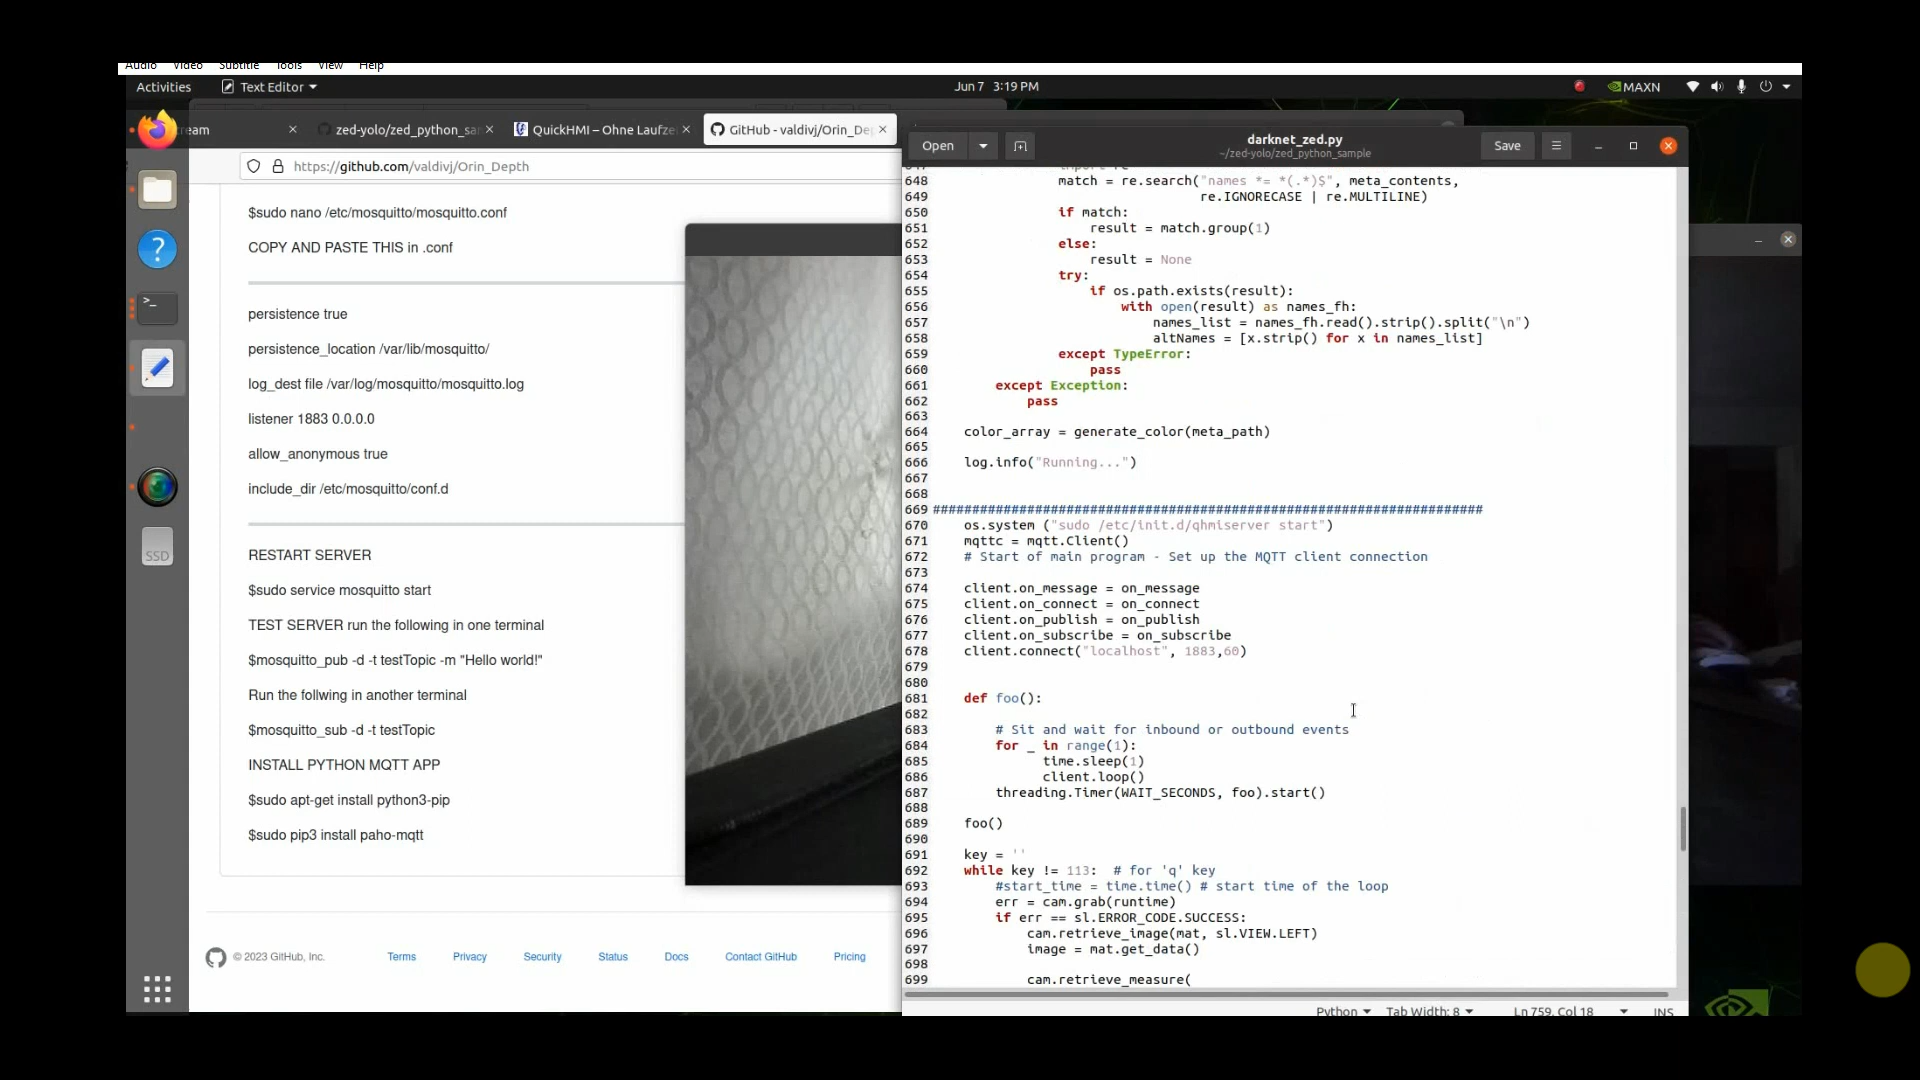 Audio Video Subtitle Tools View Help
Activities Text Editor Jun 7 3:19 PM MAXN
eam zed-yolo/zed_python_sa QuickHMI – Ohne Laufze GitHub - valdivj/Orin_De
https://github.com/valdivj/Orin_Depth
$sudo nano /etc/mosquitto/mosquitto.conf
COPY AND PASTE THIS in .conf
persistence true
persistence_location /var/lib/mosquitto/
log_dest file /var/log/mosquitto/mosquitto.log
listener 1883 0.0.0.0
allow_anonymous true
include_dir /etc/mosquitto/conf.d
RESTART SERVER
$sudo service mosquitto start
TEST SERVER run the following in one terminal
$mosquitto_pub -d -t testTopic -m "Hello world!"
Run the follwing in another terminal
$mosquitto_sub -d -t testTopic
INSTALL PYTHON MQTT APP
$sudo apt-get install python3-pip
$sudo pip3 install paho-mqtt
© 2023 GitHub, Inc. Terms Privacy Security Status Docs Contact GitHub Pricing
SSD
Open darknet_zed.py Save
~/zed-yolo/zed_python_sample
647 import re
648 match = re.search("names *= *(.*)$", meta_contents,
649 re.IGNORECASE | re.MULTILINE)
650 if match:
651 result = match.group(1)
652 else:
653 result = None
654 try:
655 if os.path.exists(result):
656 with open(result) as names_fh:
657 names_list = names_fh.read().strip().split("\n")
658 altNames = [x.strip() for x in names_list]
659 except TypeError:
660 pass
661 except Exception:
662 pass
663
664 color_array = generate_color(meta_path)
665
666 log.info("Running...")
667
668
669 ######################################################################
670 os.system ("sudo /etc/init.d/qhmiserver start")
671 mqttc = mqtt.Client()
672 # Start of main program - Set up the MQTT client connection
673
674 client.on_message = on_message
675 client.on_connect = on_connect
676 client.on_publish = on_publish
677 client.on_subscribe = on_subscribe
678 client.connect("localhost", 1883,60)
679
680
681 def foo():
682
683 # Sit and wait for inbound or outbound events
684 for _ in range(1):
685 time.sleep(1)
686 client.loop()
687 threading.Timer(WAIT_SECONDS, foo).start()
688
689 foo()
690
691 key = ''
692 while key != 113: # for 'q' key
693 #start_time = time.time() # start time of the loop
694 err = cam.grab(runtime)
695 if err == sl.ERROR_CODE.SUCCESS:
696 cam.retrieve_image(mat, sl.VIEW.LEFT)
697 image = mat.get_data()
698
699 cam.retrieve_measure(
Python Tab Width: 8 Ln 759, Col 18 INS